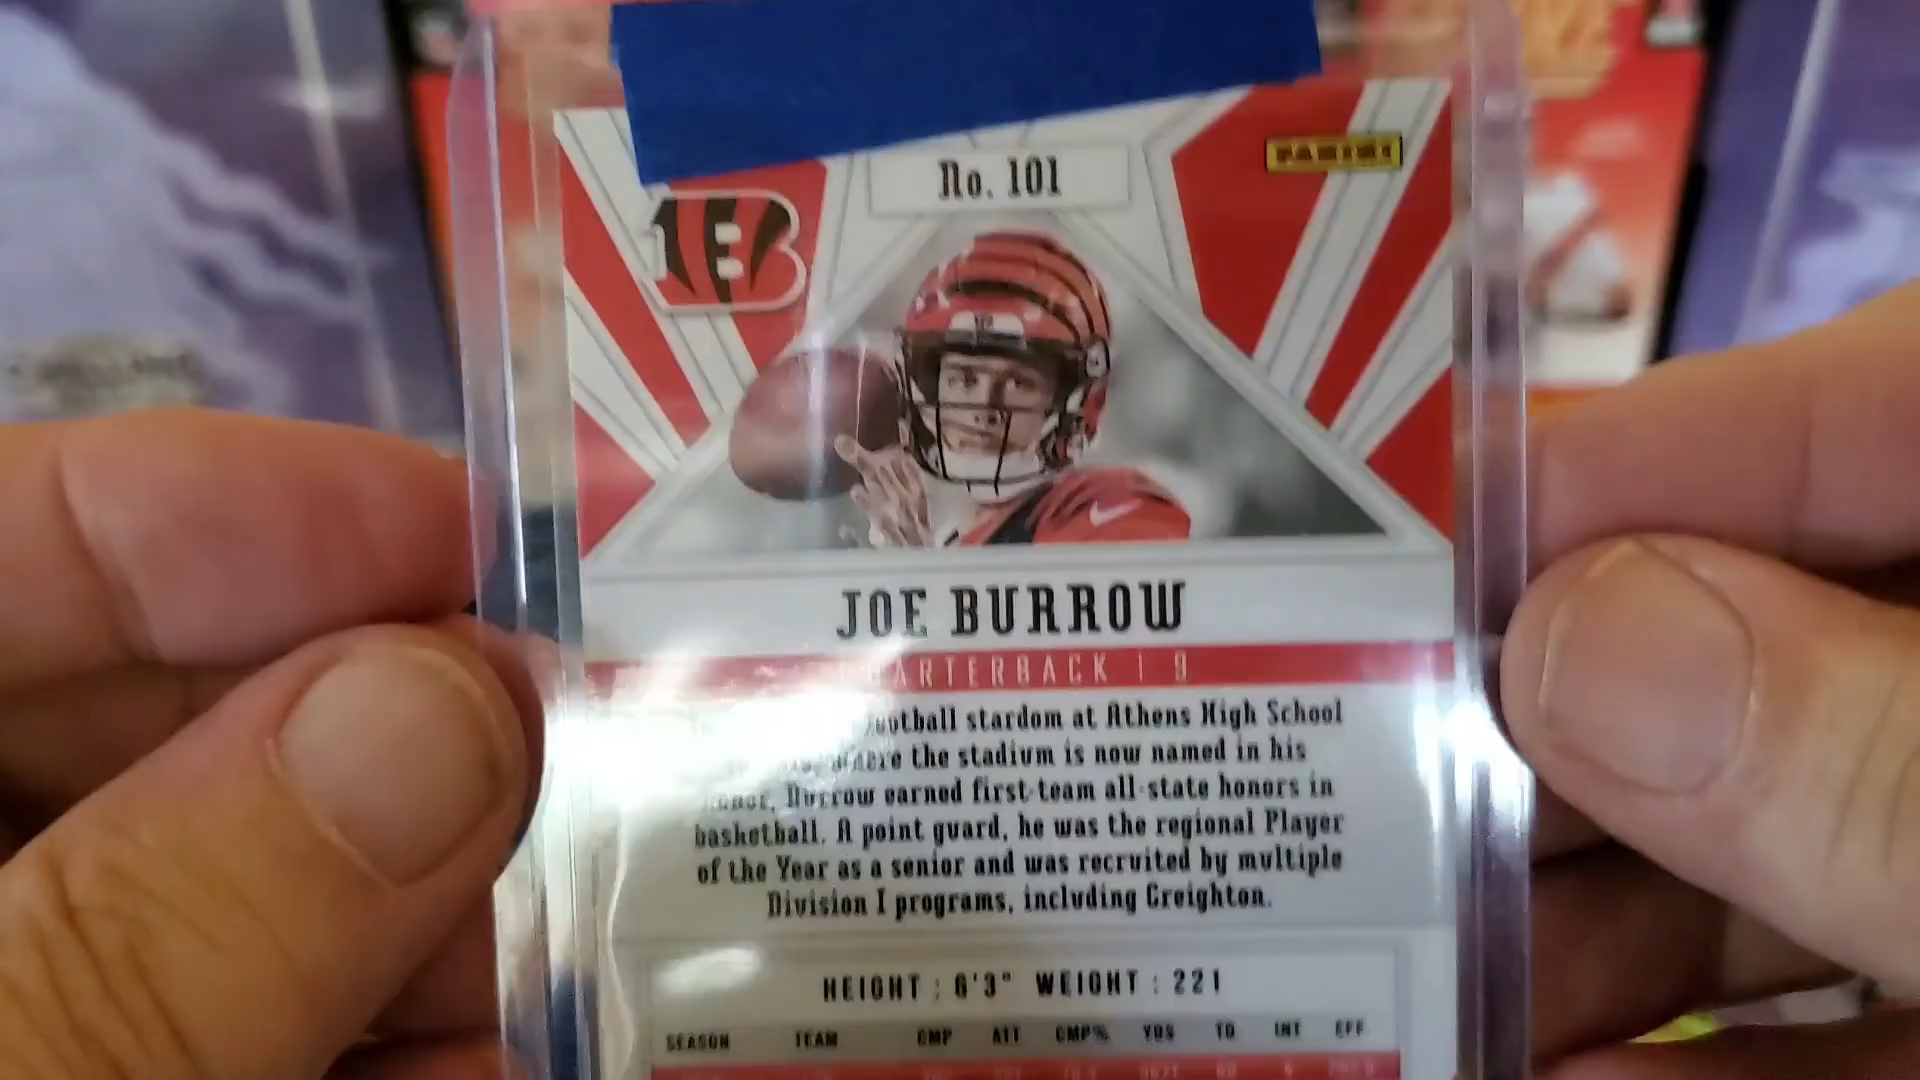 No. 101
PANINI
B
JOE BURROW
QUARTERBACK | 9
football stardom at Athens High School
where the stadium is now named in his
honor, Burrow earned first-team all-state honors in
basketball. A point guard, he was the regional Player
of the Year as a senior and was recruited by multiple
Division I programs, including Creighton.
HEIGHT : 6'3" WEIGHT : 221
SEASON TEAM CMP ATT CMP% YDS TD INT EFF